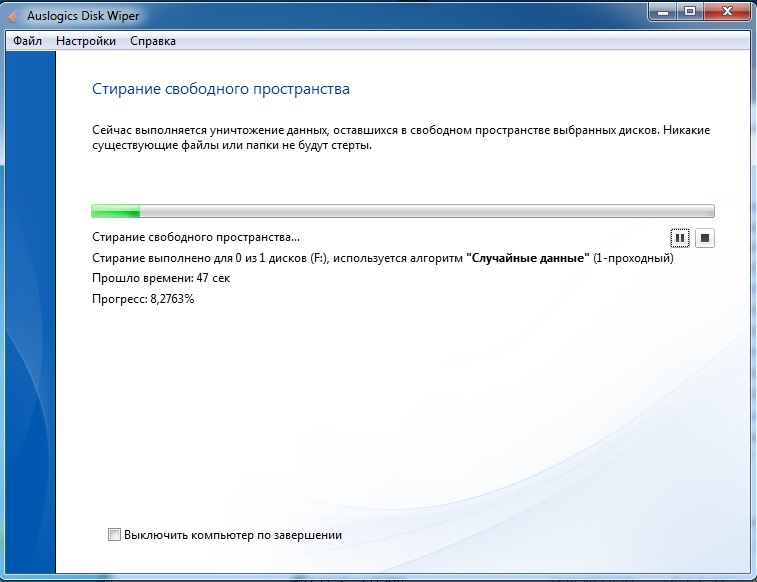 Auslogics Disk Wiper
Файл Настройки Справка
Стирание свободного пространства
Сейчас выполняется уничтожение данных, оставшихся в свободном пространстве выбранных дисков. Никакие
существующие файлы или папки не будут стерты.
Стирание свободного пространства...
Стирание выполнено для 0 из 1 дисков (F:), используется алгоритм "Случайные данные" (1-проходный)
Прошло времени: 47 сек
Прогресс: 8,2763%
Выключить компьютер по завершении